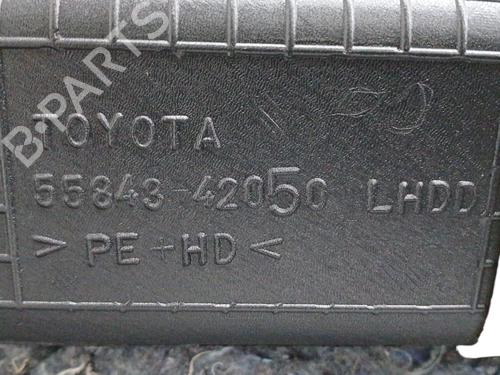 B-PARTS
TOYOTA
55843-42050 LHDD
> PE+HD <